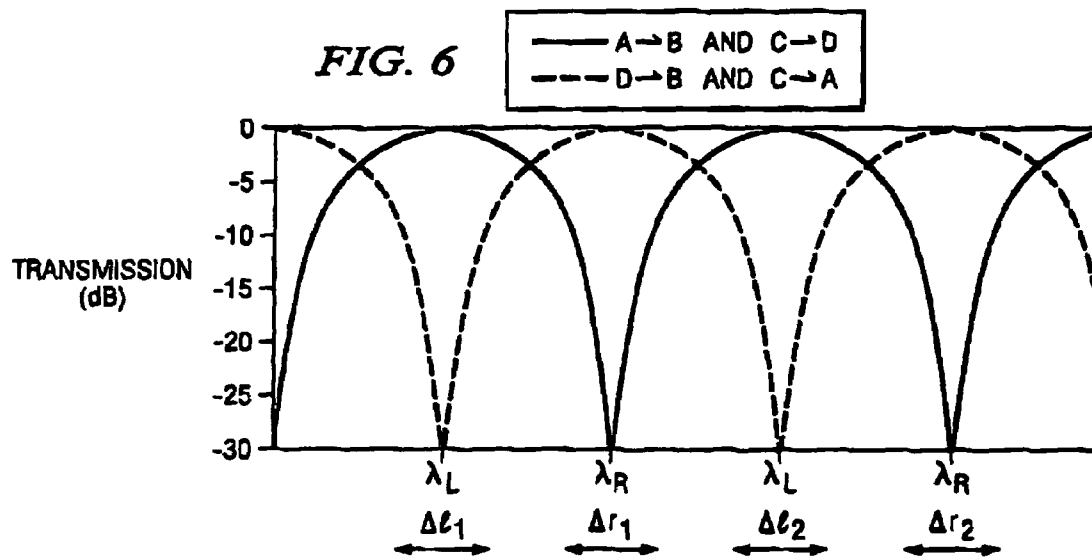 FIG. 6
A→B AND C→D
D→B AND C→A
TRANSMISSION
(dB)
0
-5
-10
-15
-20
-25
-30
λL λR λL λR
Δℓ1 Δr1 Δℓ2 Δr2